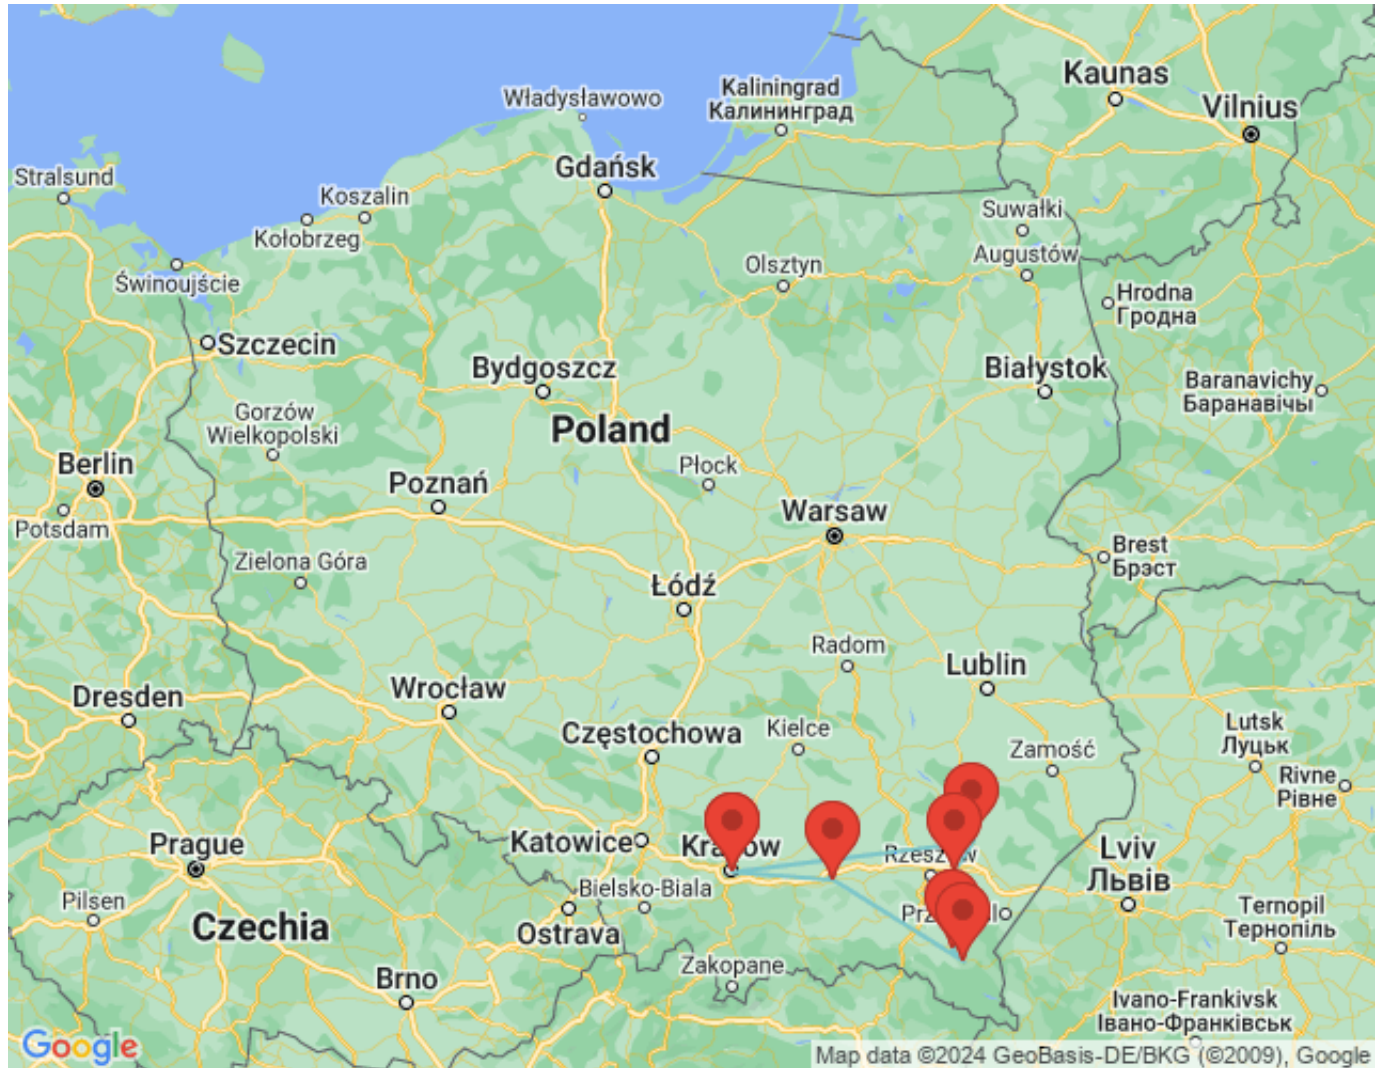 Kaunas
Vilnius
Kaliningrad
Калининград
Władysławowo
Gdańsk
Stralsund
Koszalin
Kołobrzeg
Suwałki
Augustów
Olsztyn
Świnoujście
Hrodna
Гродна
Szczecin
Bydgoszcz
Białystok
Baranavichy
Баранавічы
Gorzów
Wielkopolski
Poland
Berlin
Płock
Poznań
Warsaw
Potsdam
Brest
Брэст
Zielona Góra
Łódź
Radom
Lublin
Wrocław
Dresden
Częstochowa
Kielce
Lutsk
Луцьк
Zamość
Rivne
Рівне
Prague
Katowice
Lviv
Львів
Pilsen
Bielsko-Biala
Czechia
Ostrava
Ternopil
Тернопіль
Zakopane
Brno
Ivano-Frankivsk
Івано-Франківськ
Google
Map data ©2024 GeoBasis-DE/BKG (©2009), Google